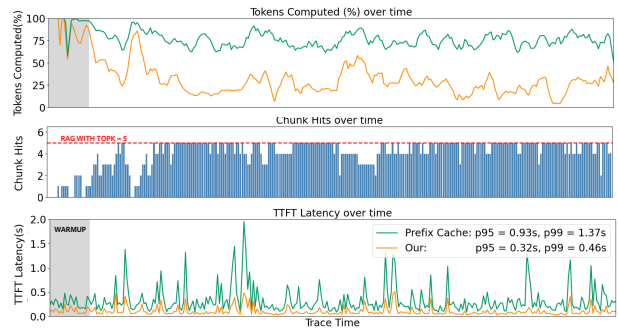 Tokens Computed (%) over time
Tokens Computed(%)
100
75
50
25
0
Chunk Hits over time
Chunk Hits
6
4
2
0
RAG WITH TOPK = 5
TTFT Latency over time
TTFT Latency(s)
2.0
1.5
1.0
0.5
0.0
WARMUP
Prefix Cache: p95 = 0.93s, p99 = 1.37s
Our: p95 = 0.32s, p99 = 0.46s
Trace Time